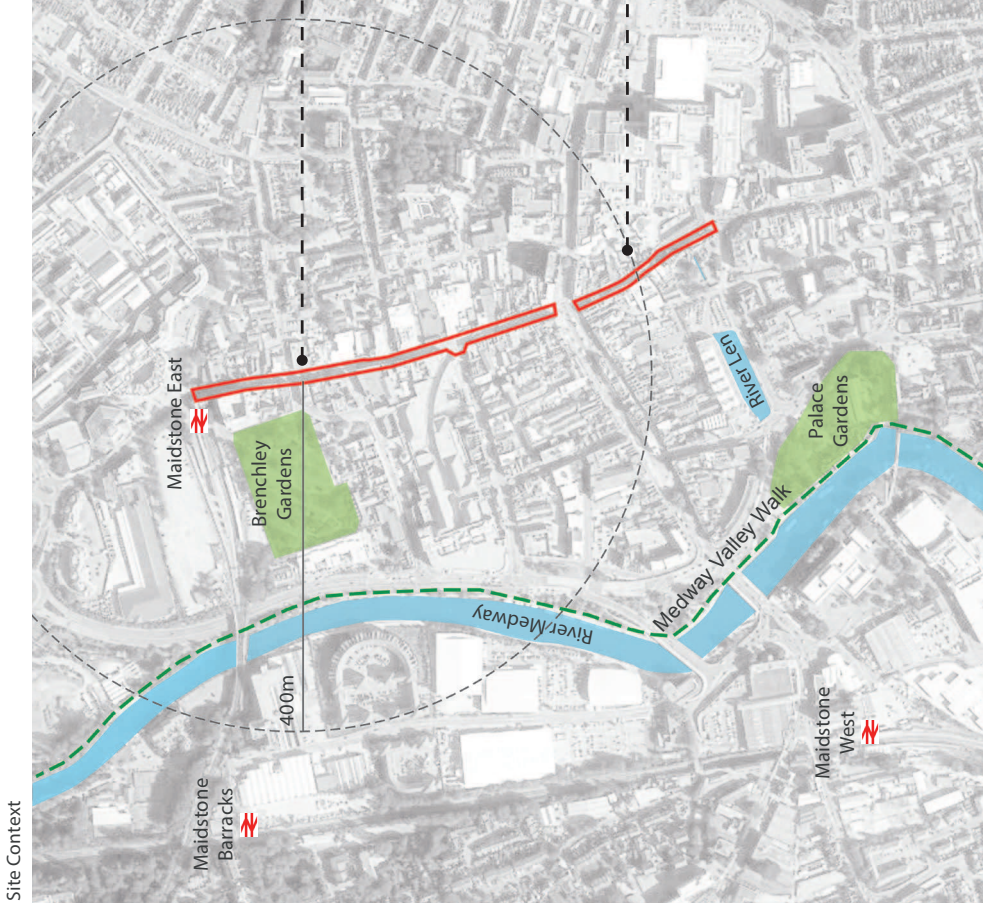 Site Context
Maidstone East
Brenchley
Gardens
400m
River Medway
Medway Valley Walk
River Len
Palace
Gardens
Maidstone
Barracks
Maidstone
West